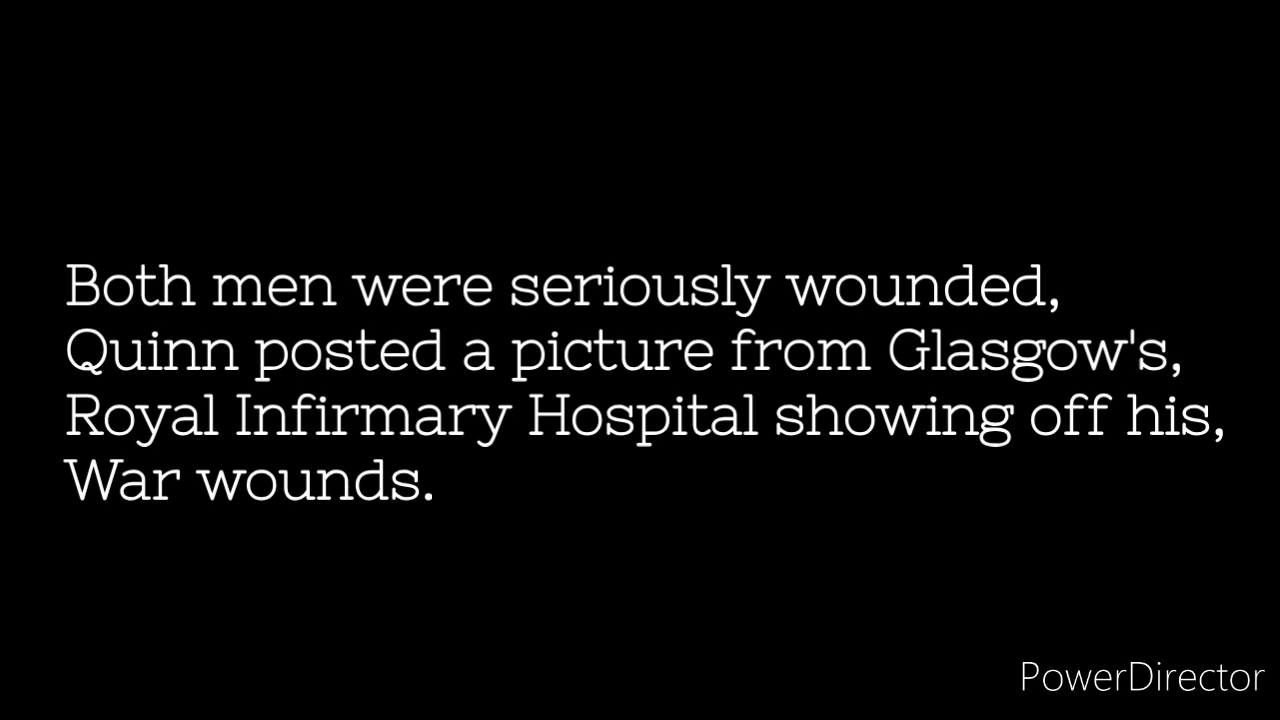 Both men were seriously wounded,
Quinn posted a picture from Glasgow's,
Royal Infirmary Hospital showing off his,
War wounds.
PowerDirector